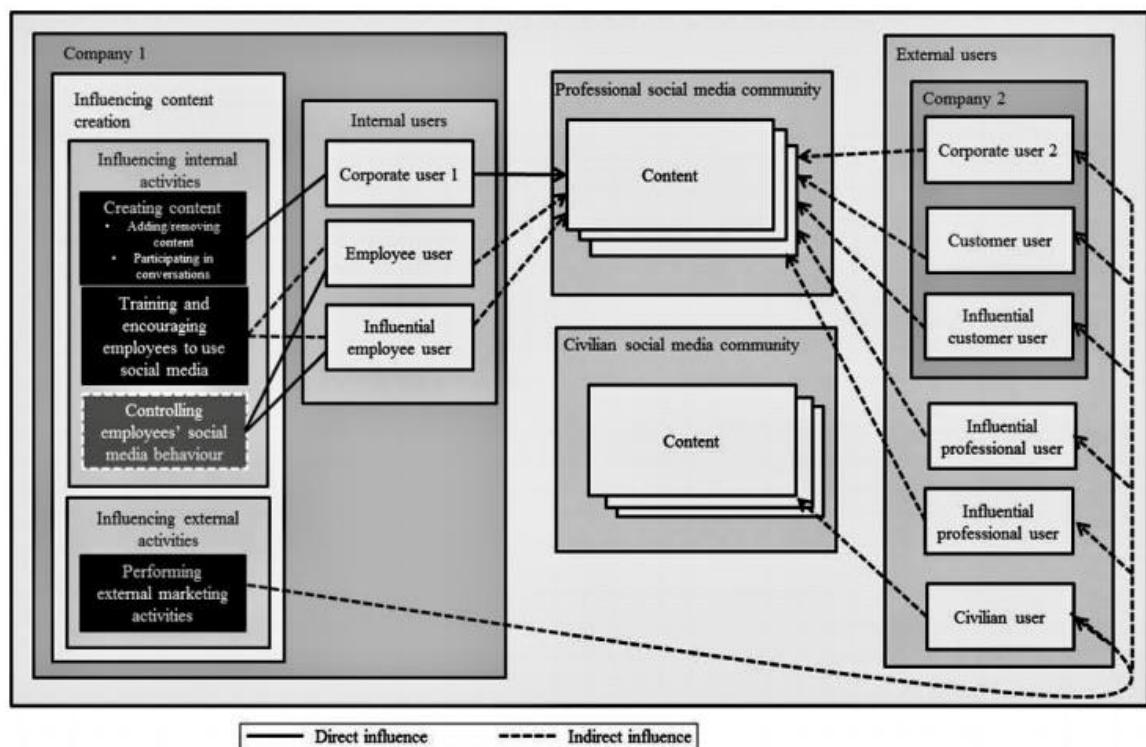 Company 1
Influencing content
creation
Influencing internal
activities
Creating content
• Adding/removing
content
• Participating in
conversations
Training and
encouraging
employees to use
social media
Controlling
employees' social
media behaviour
Influencing external
activities
Performing
external marketing
activities
Internal users
Corporate user 1
Employee user
Influential
employee user
Professional social media community
Content
Civilian social media community
Content
External users
Company 2
Corporate user 2
Customer user
Influential
customer user
Influential
professional user
Influential
professional user
Civilian user
Direct influence
Indirect influence